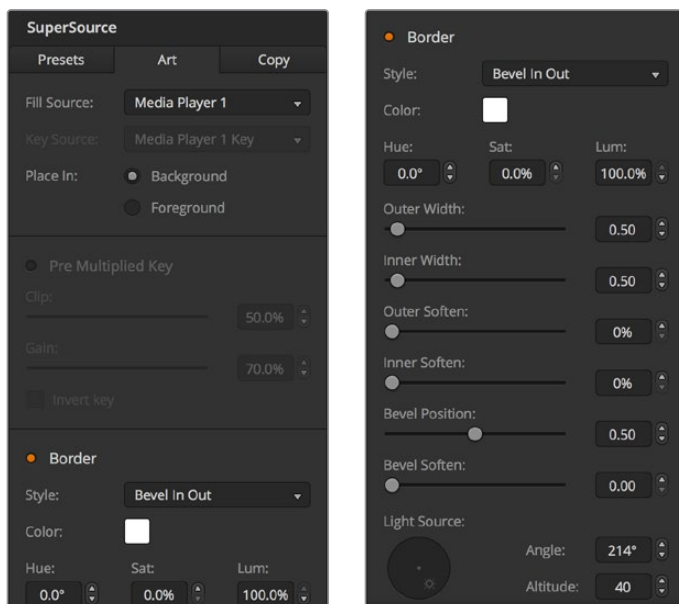 SuperSource
Presets Art Copy
Fill Source: Media Player 1
Key Source: Media Player 1 Key
Place In: Background
Foreground
Pre Multiplied Key
Clip:
50.0%
Gain:
70.0%
Invert key
Border
Style: Bevel In Out
Color:
Hue: Sat: Lum:
0.0° 0.0% 100.0%
Border
Style: Bevel In Out
Color:
Hue: Sat: Lum:
0.0° 0.0% 100.0%
Outer Width:
0.50
Inner Width:
0.50
Outer Soften:
0%
Inner Soften:
0%
Bevel Position:
0.50
Bevel Soften:
0.00
Light Source:
Angle: 214°
Altitude: 40